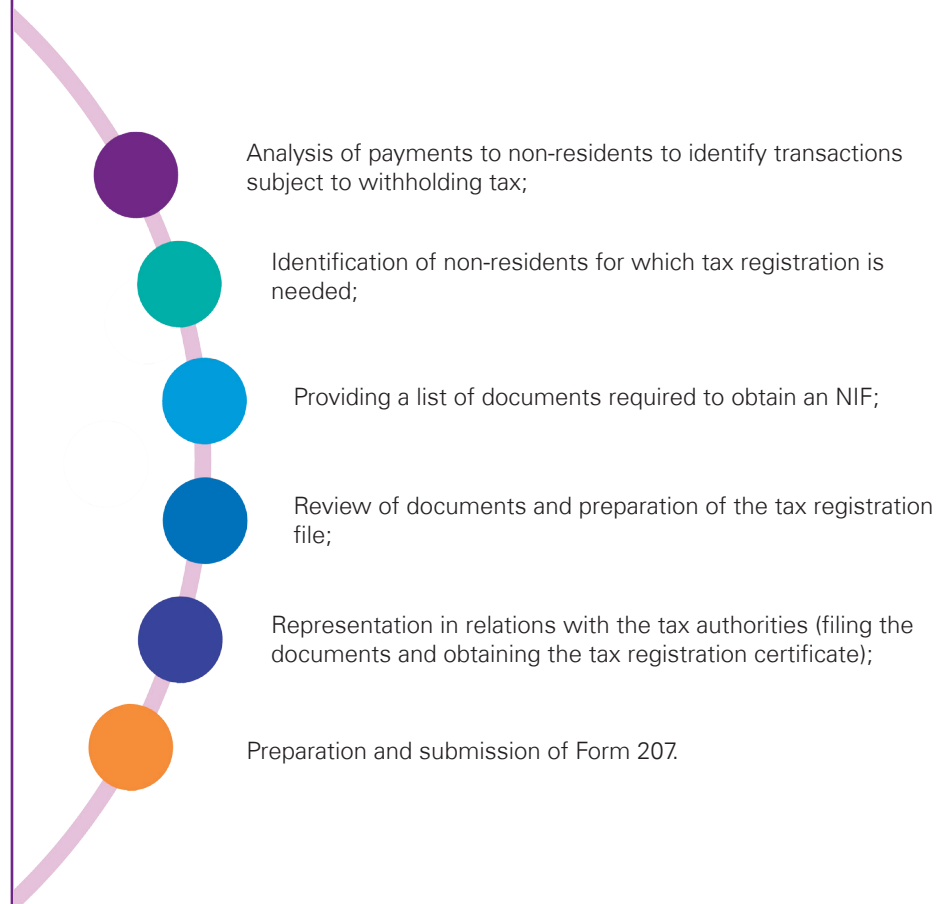 Analysis of payments to non-residents to identify transactions
subject to withholding tax;
Identification of non-residents for which tax registration is
needed;
Providing a list of documents required to obtain an NIF;
Review of documents and preparation of the tax registration
file;
Representation in relations with the tax authorities (filing the
documents and obtaining the tax registration certificate);
Preparation and submission of Form 207.